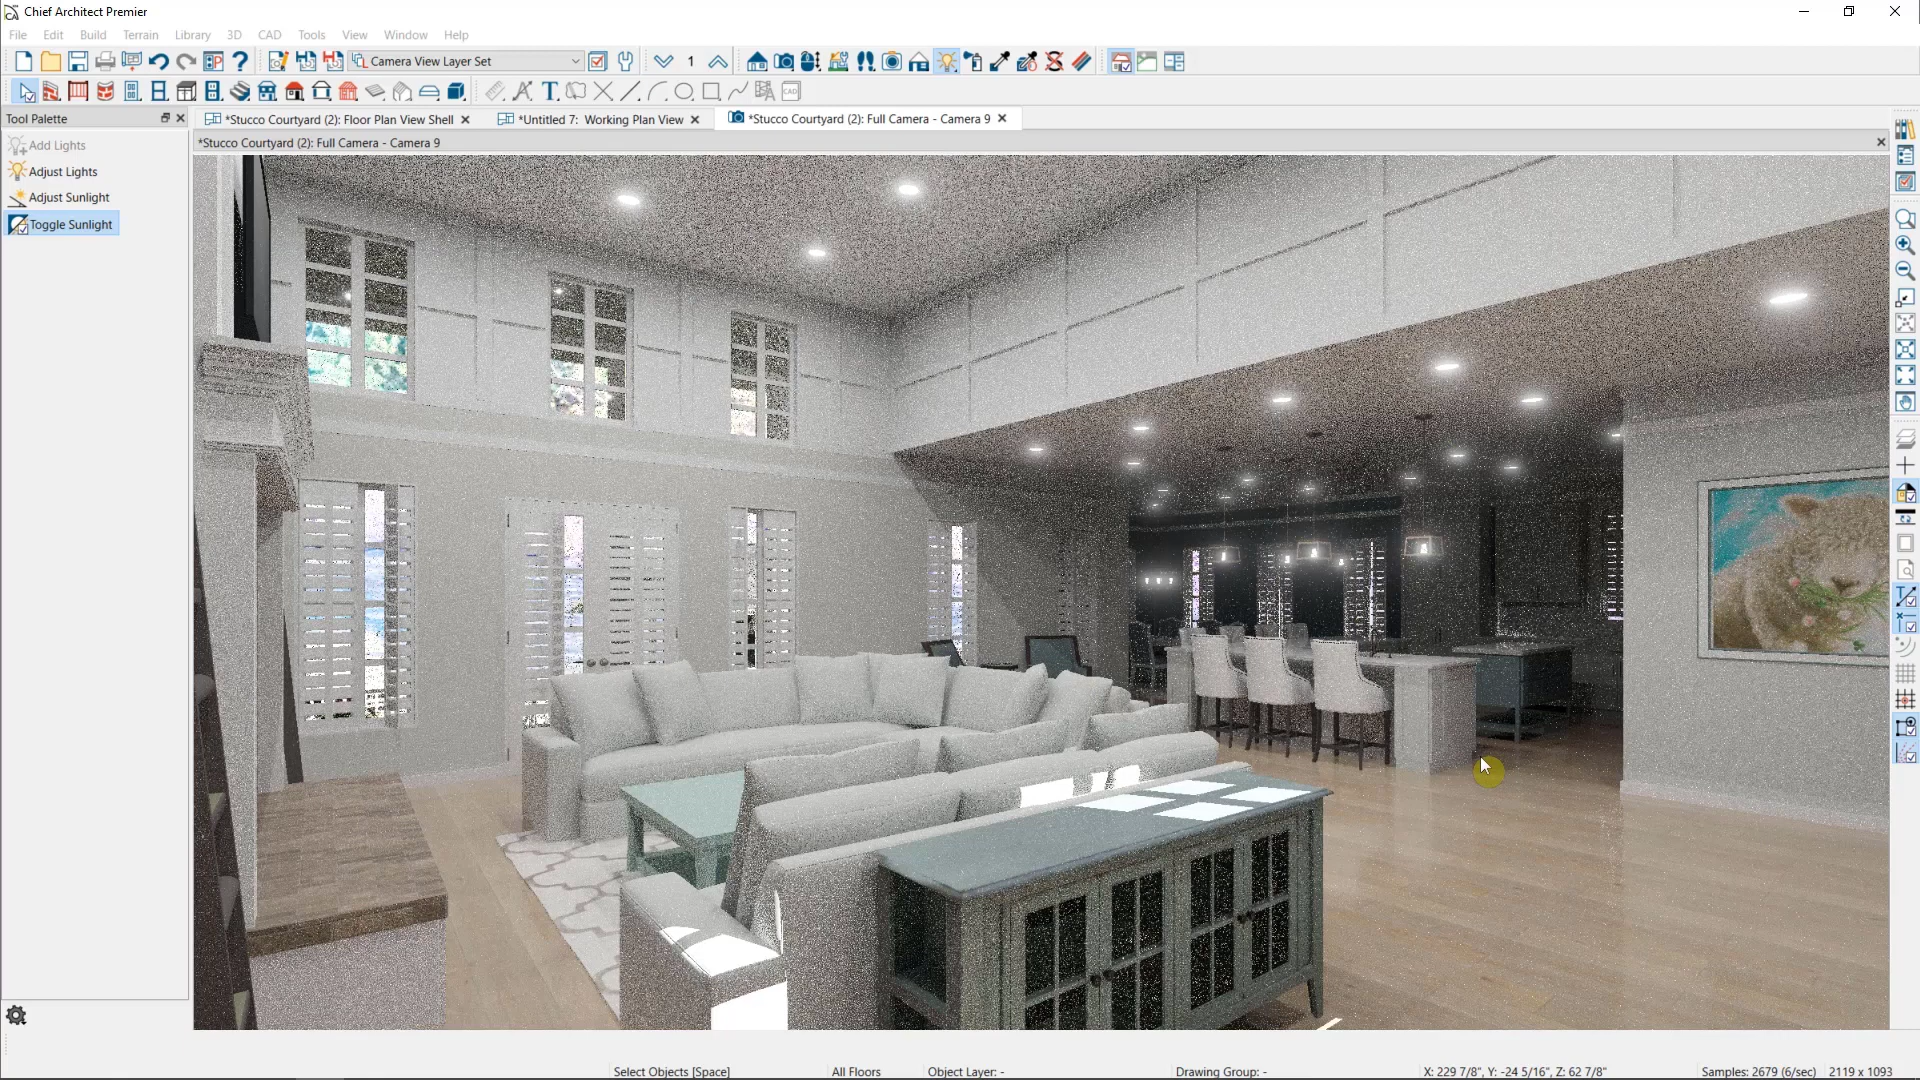 Chief Architect Premier
File Edit Build Terrain Library 3D CAD Tools View Window Help
Camera View Layer Set 1
T CAD
Tool Palette
*Stucco Courtyard (2): Floor Plan View Shell *Untitled 7: Working Plan View *Stucco Courtyard (2): Full Camera - Camera 9
*Stucco Courtyard (2): Full Camera - Camera 9
Add Lights
Adjust Lights
Adjust Sunlight
Toggle Sunlight
Select Objects [Space] All Floors Object Layer: - Drawing Group: - X: 229 7/8", Y: -24 5/16", Z: 62 7/8" Samples: 2679 (6/sec) 2119 x 1093